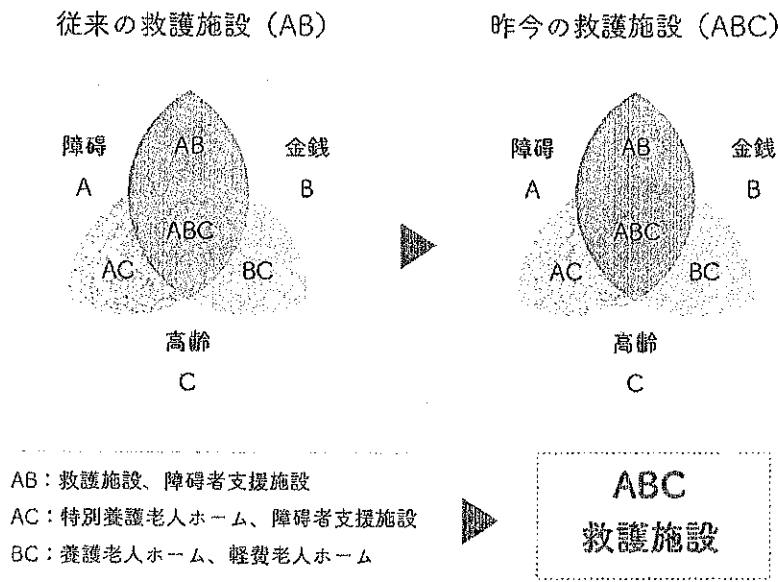 従来の救護施設（AB）
昨今の救護施設（ABC）
障碍
A
金銭
B
AB
ABC
AC
BC
高齢
C
障碍
A
金銭
B
AB
ABC
AC
BC
高齢
C
AB：救護施設、障碍者支援施設
AC：特別養護老人ホーム、障碍者支援施設
BC：養護老人ホーム、軽費老人ホーム
ABC
救護施設